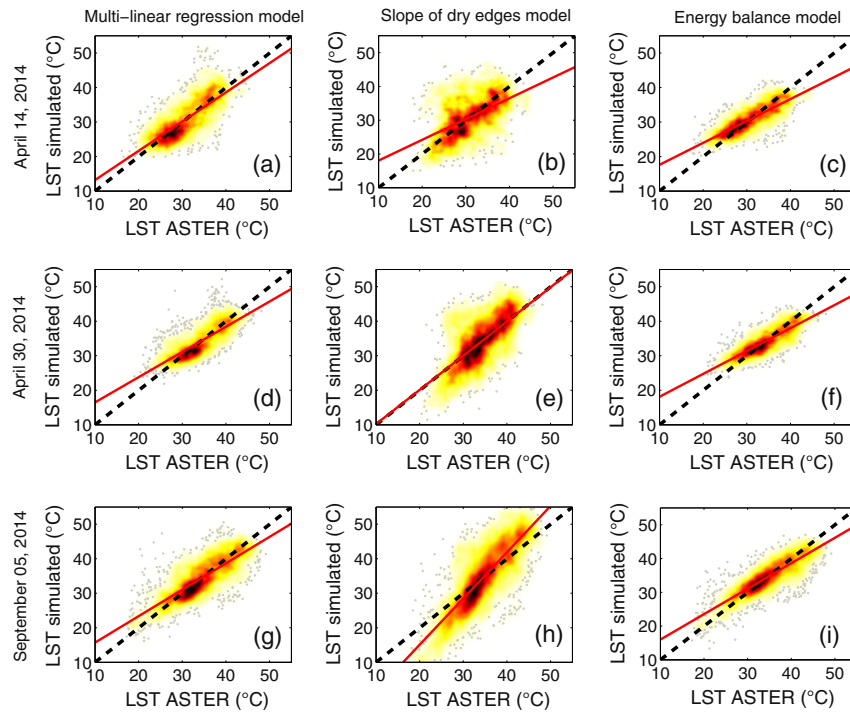 Multi-linear regression model
Slope of dry edges model
Energy balance model
April 14, 2014
LST simulated (°C)
50
40
30
20
10
(a)
10 20 30 40 50
LST ASTER (°C)
LST simulated (°C)
50
40
30
20
10
(b)
10 20 30 40 50
LST ASTER (°C)
LST simulated (°C)
50
40
30
20
10
(c)
10 20 30 40 50
LST ASTER (°C)
April 30, 2014
LST simulated (°C)
50
40
30
20
10
(d)
10 20 30 40 50
LST ASTER (°C)
LST simulated (°C)
50
40
30
20
10
(e)
10 20 30 40 50
LST ASTER (°C)
LST simulated (°C)
50
40
30
20
10
(f)
10 20 30 40 50
LST ASTER (°C)
September 05, 2014
LST simulated (°C)
50
40
30
20
10
(g)
10 20 30 40 50
LST ASTER (°C)
LST simulated (°C)
50
40
30
20
10
(h)
10 20 30 40 50
LST ASTER (°C)
LST simulated (°C)
50
40
30
20
10
(i)
10 20 30 40 50
LST ASTER (°C)